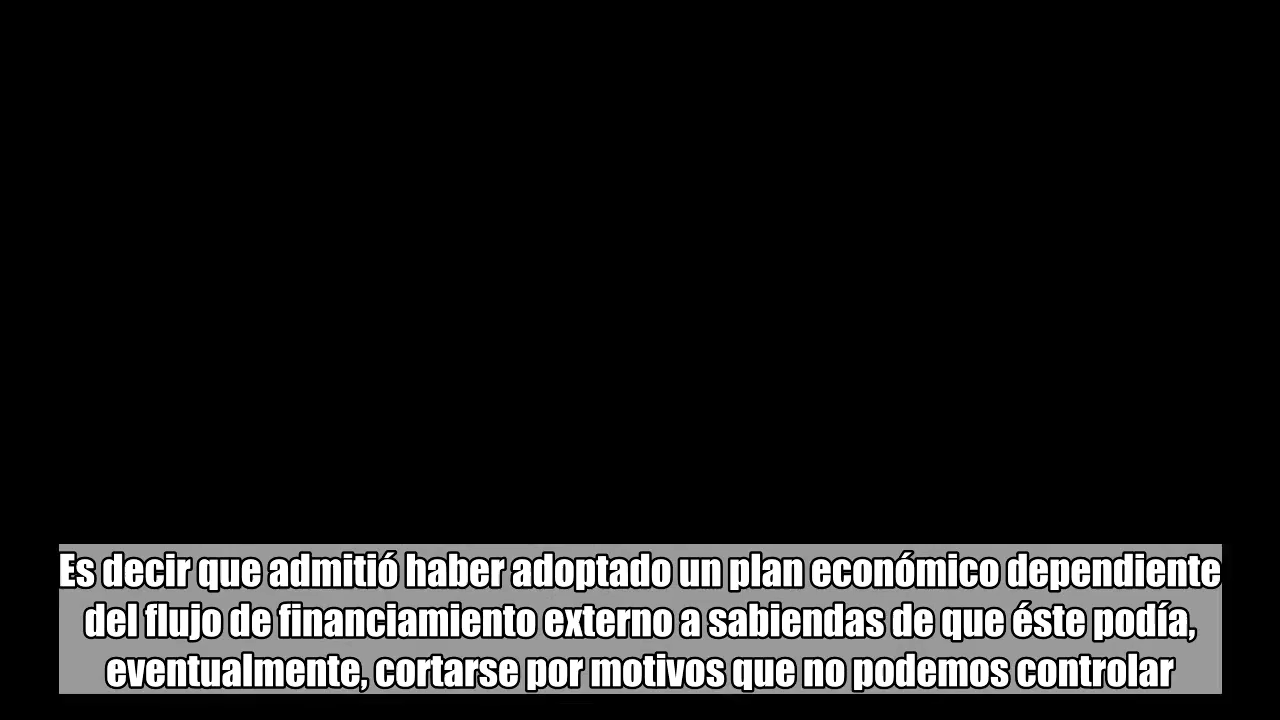 Es decir que admitió haber adoptado un plan económico dependiente
del flujo de financiamiento externo a sabiendas de que éste podía,
eventualmente, cortarse por motivos que no podemos controlar